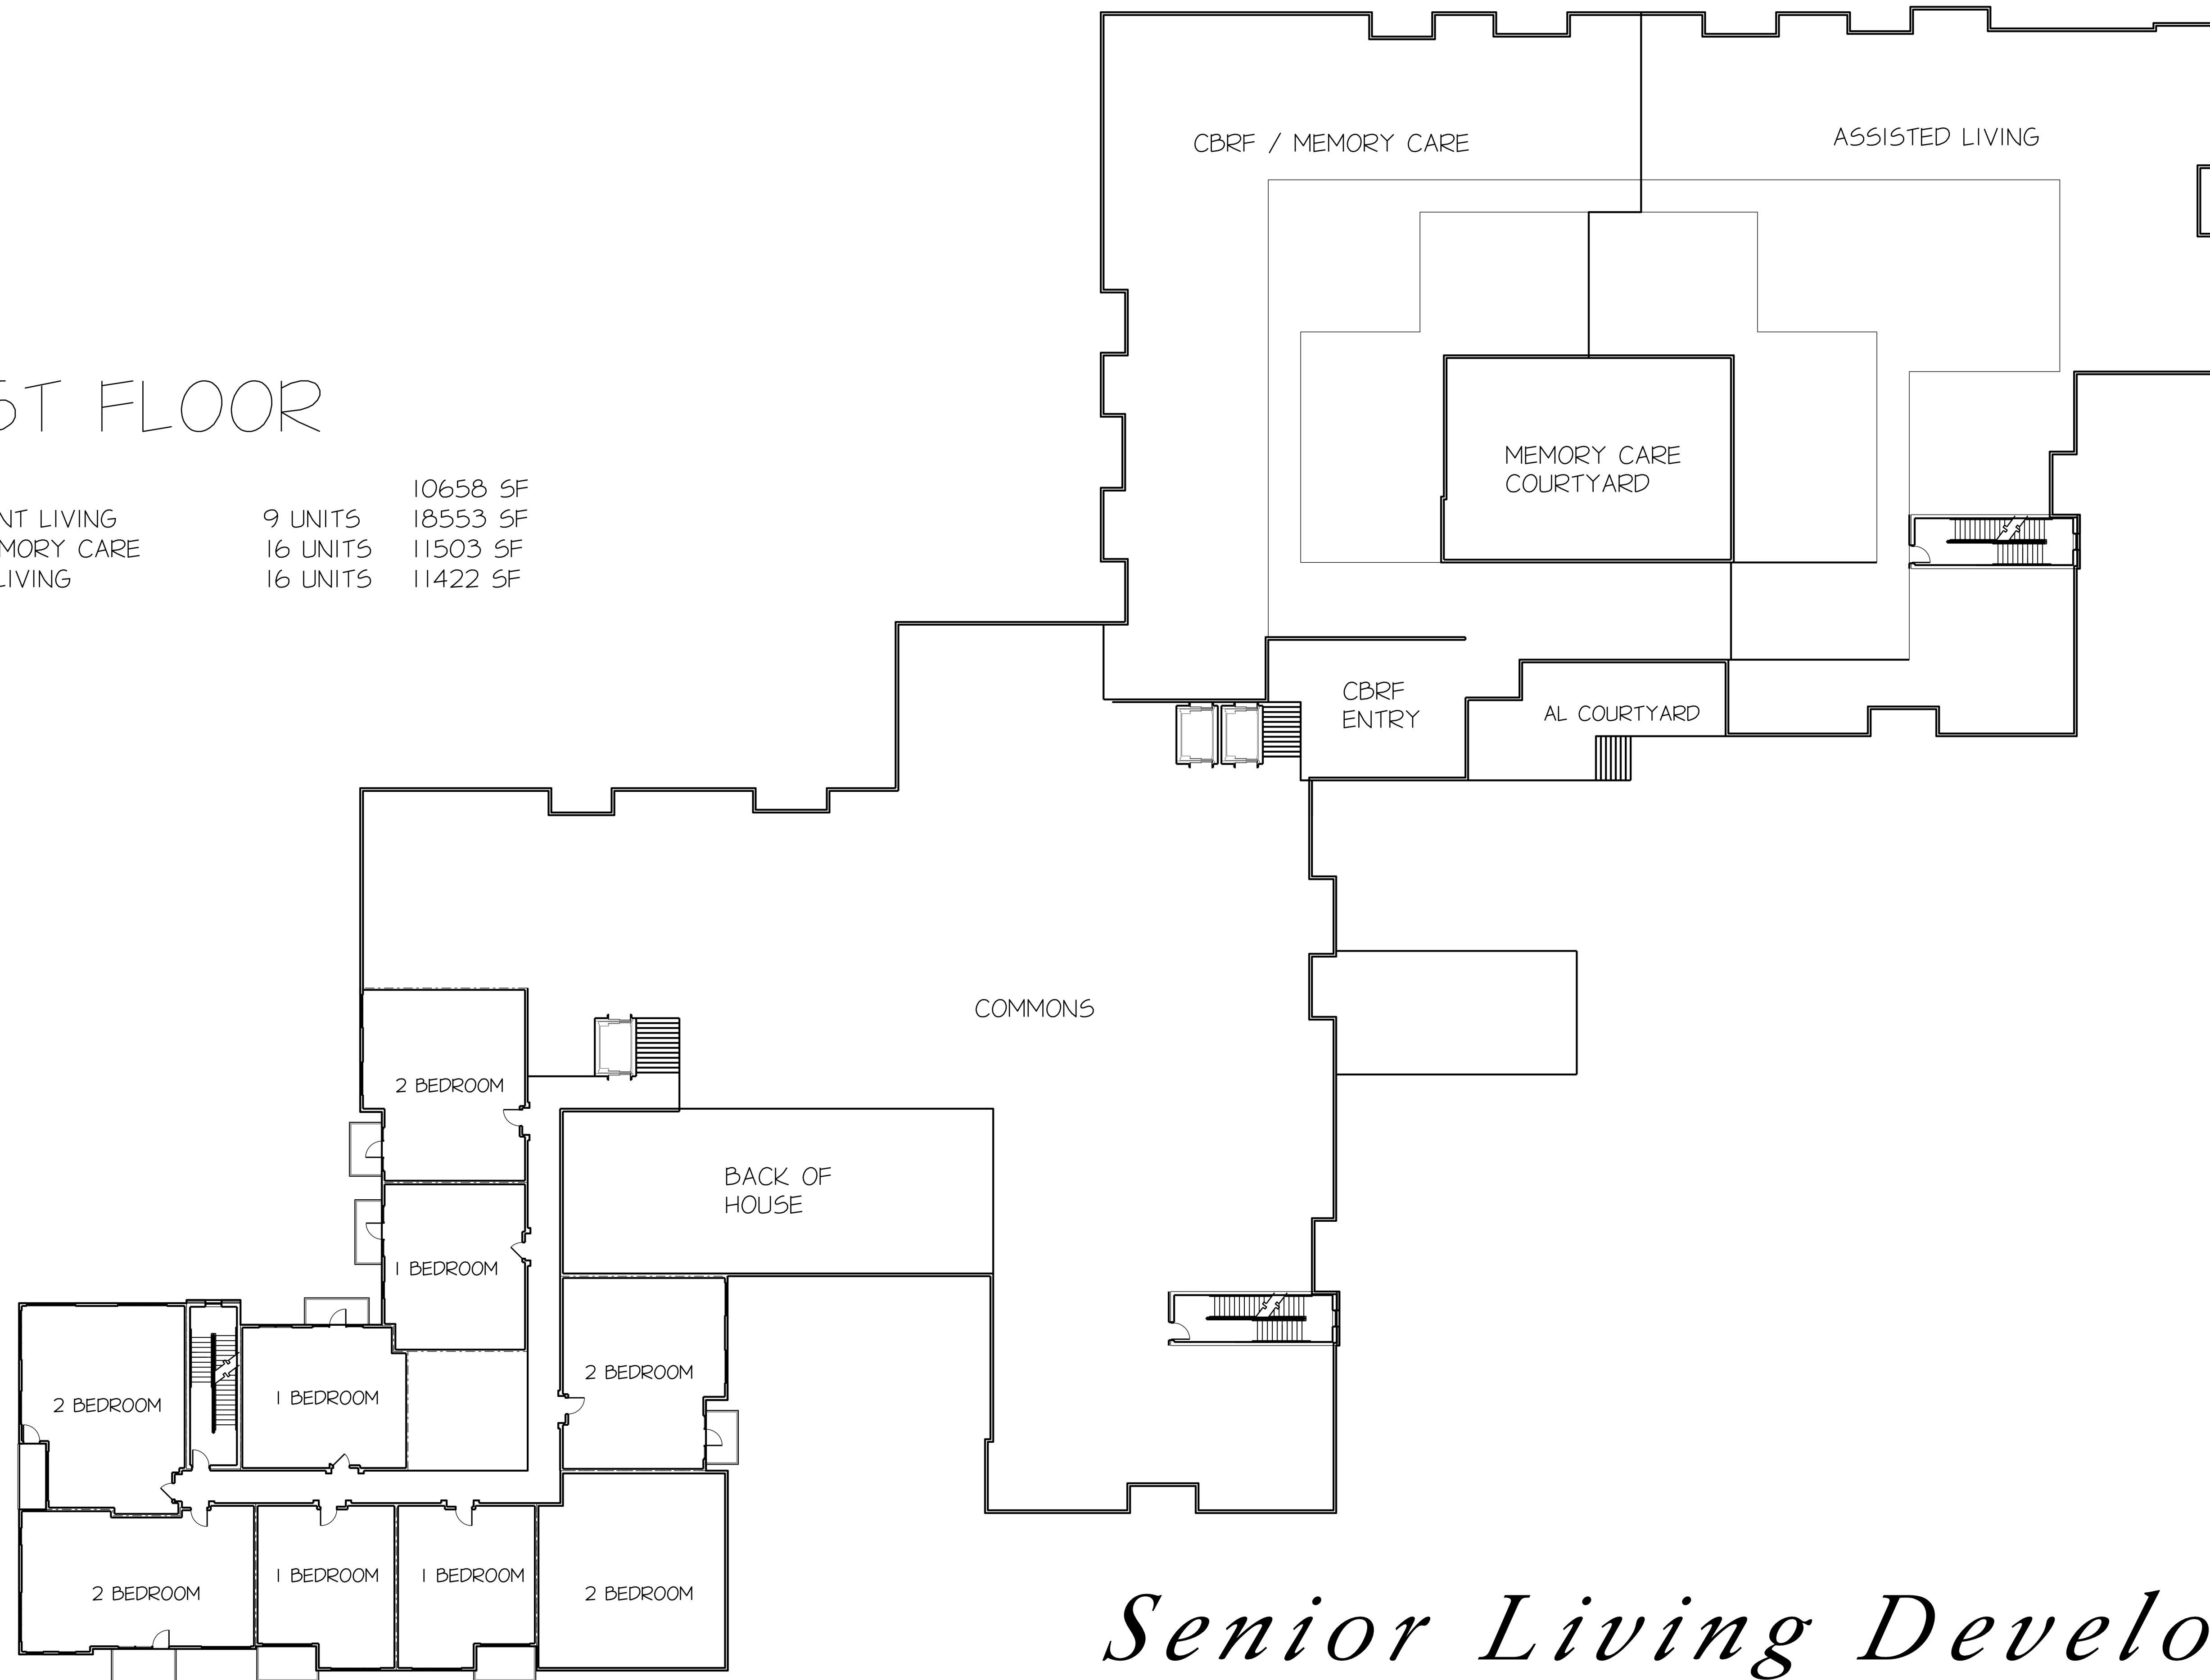 CBRF / MEMORY CARE
ASSISTED LIVING
ST FLOOR
10658 SF
NT LIVING 9 UNITS 18553 SF
MORY CARE 16 UNITS 11503 SF
LIVING 16 UNITS 11422 SF
MEMORY CARE
COURTYARD
CBRF
ENTRY
AL COURTYARD
COMMONS
2 BEDROOM
BACK OF
HOUSE
1 BEDROOM
2 BEDROOM
1 BEDROOM
2 BEDROOM
2 BEDROOM
1 BEDROOM
1 BEDROOM
2 BEDROOM
Senior Living Develo